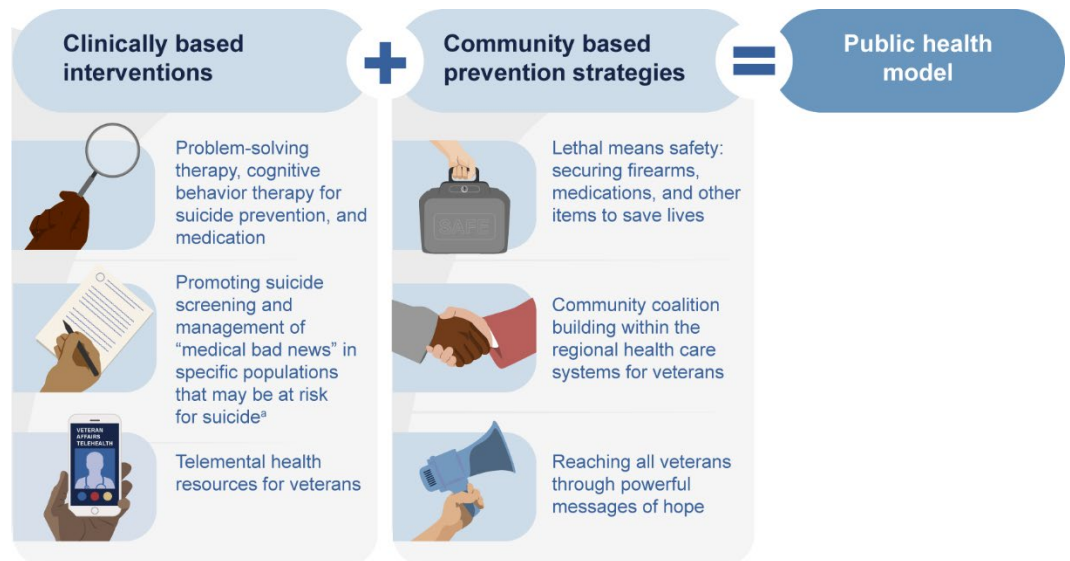 Clinically based
interventions
+
Community based
prevention strategies
=
Public health
model
Problem-solving
therapy, cognitive
behavior therapy for
suicide prevention, and
medication
Promoting suicide
screening and
management of
“medical bad news” in
specific populations
that may be at risk
for suicideᵃ
VETERAN
AFFAIRS
TELEHEALTH
Telemental health
resources for veterans
SAFE
Lethal means safety:
securing firearms,
medications, and other
items to save lives
Community coalition
building within the
regional health care
systems for veterans
Reaching all veterans
through powerful
messages of hope